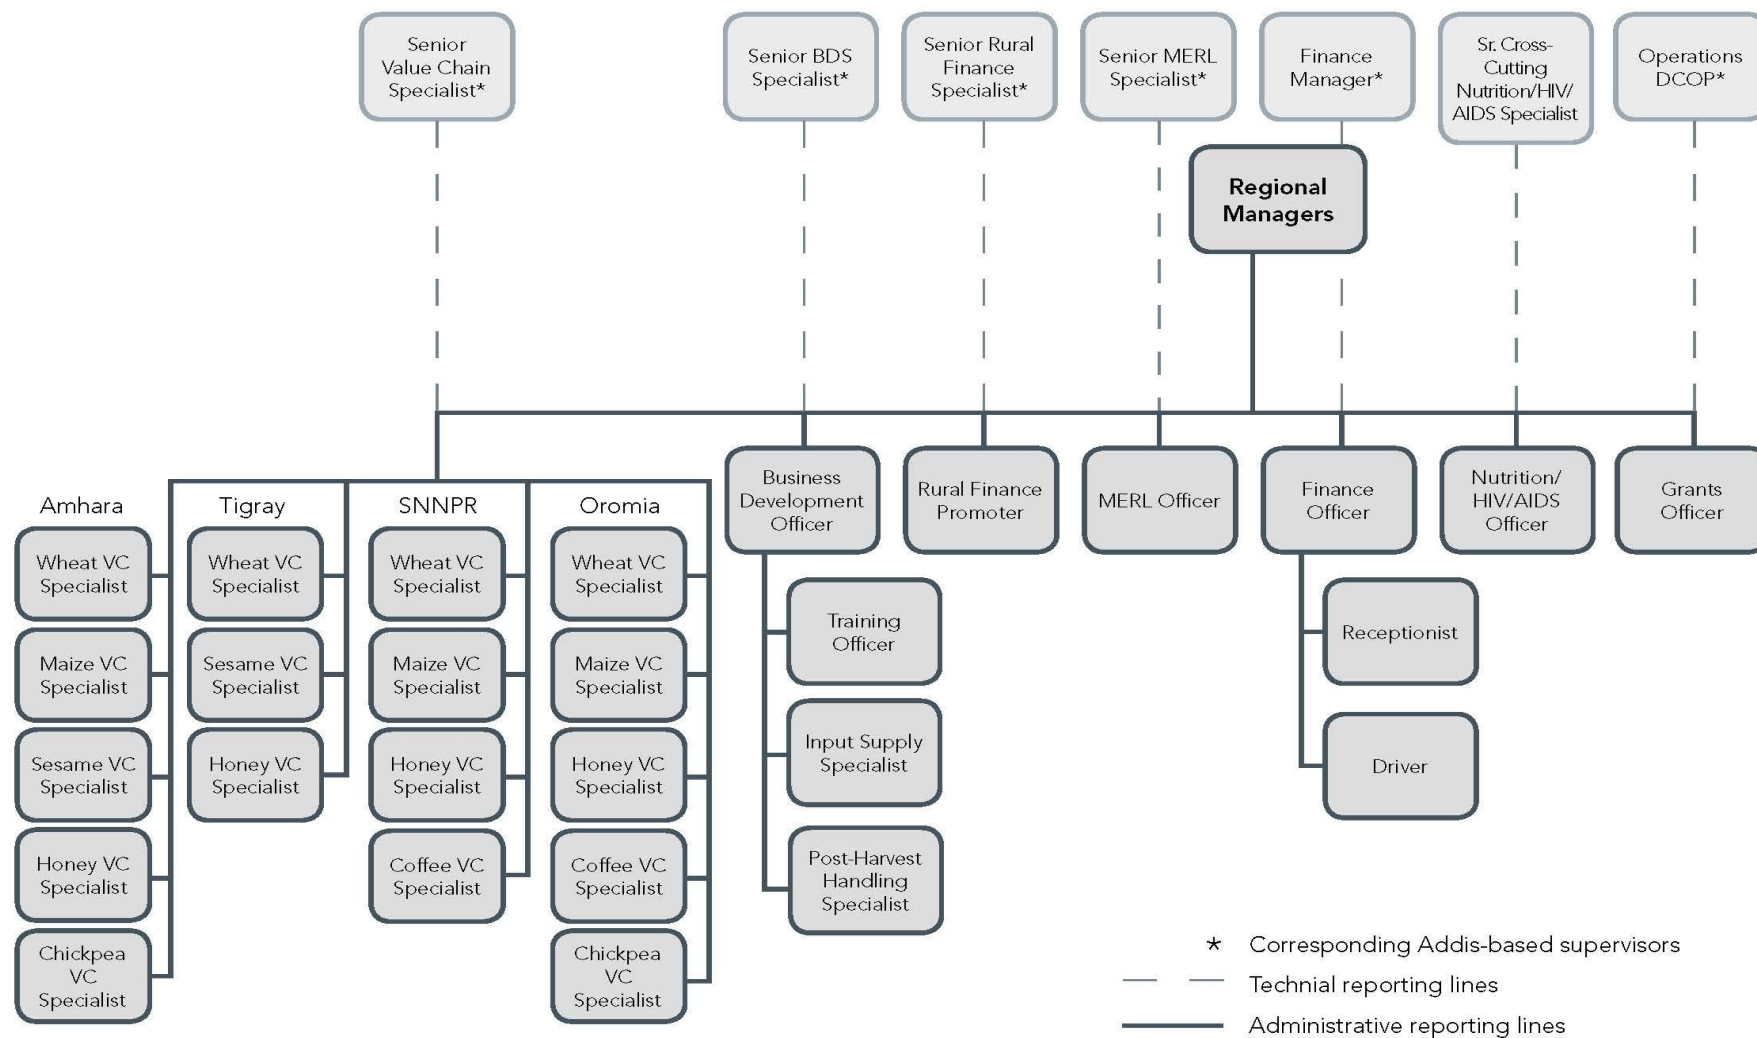 Senior
Value Chain
Specialist*
Senior BDS
Specialist*
Senior Rural
Finance
Specialist*
Senior MERL
Specialist*
Finance
Manager*
Sr. Cross-
Cutting
Nutrition/HIV/
AIDS Specialist
Operations
DCOP*
Regional
Managers
Business
Development
Officer
Rural Finance
Promoter
MERL Officer
Finance
Officer
Nutrition/
HIV/AIDS
Officer
Grants
Officer
Amhara
Wheat VC
Specialist
Maize VC
Specialist
Sesame VC
Specialist
Honey VC
Specialist
Chickpea
VC
Specialist
Tigray
Wheat VC
Specialist
Sesame VC
Specialist
Honey VC
Specialist
SNNPR
Wheat VC
Specialist
Maize VC
Specialist
Honey VC
Specialist
Coffee VC
Specialist
Oromia
Wheat VC
Specialist
Maize VC
Specialist
Honey VC
Specialist
Coffee VC
Specialist
Chickpea
VC
Specialist
Training
Officer
Input Supply
Specialist
Post-Harvest
Handling
Specialist
Receptionist
Driver
* Corresponding Addis-based supervisors
Technial reporting lines
Administrative reporting lines